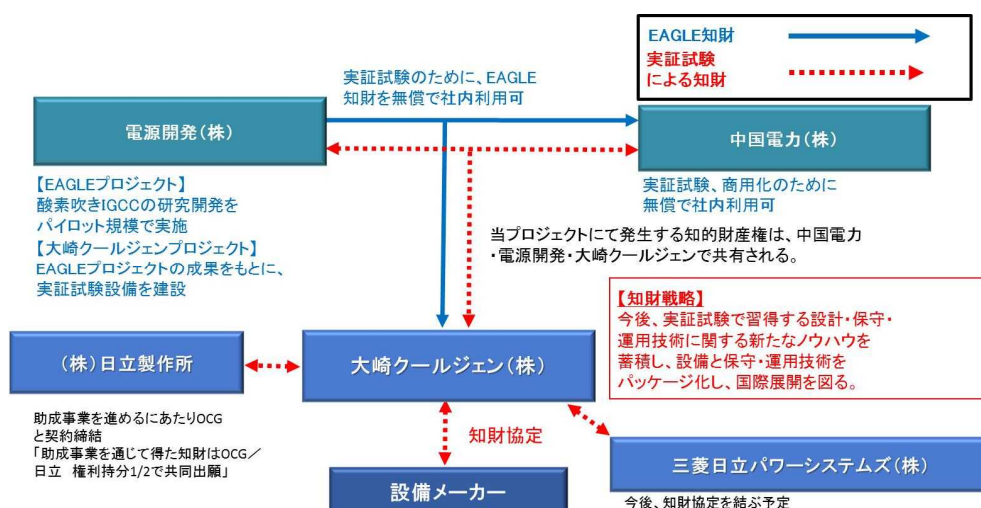 EAGLE知財
実証試験
による知財
実証試験のために、EAGLE
知財を無償で社内利用可
電源開発(株)
中国電力(株)
【EAGLEプロジェクト】
酸素吹きIGCCの研究開発を
パイロット規模で実施
【大崎クールジェンプロジェクト】
EAGLEプロジェクトの成果をもとに、
実証試験設備を建設
実証試験、商用化のために
無償で社内利用可
当プロジェクトにて発生する知的財産権は、中国電力
・電源開発・大崎クールジェンで共有される。
【知財戦略】
今後、実証試験で習得する設計・保守・
運用技術に関する新たなノウハウを
蓄積し、設備と保守・運用技術を
パッケージ化し、国際展開を図る。
(株)日立製作所
大崎クールジェン(株)
助成事業を進めるにあたりOCG
と契約締結
「助成事業を通じて得た知財はOCG/
日立 権利持分1/2で共同出願」
知財協定
三菱日立パワーシステムズ(株)
設備メーカー
今後、知財協定を結ぶ予定